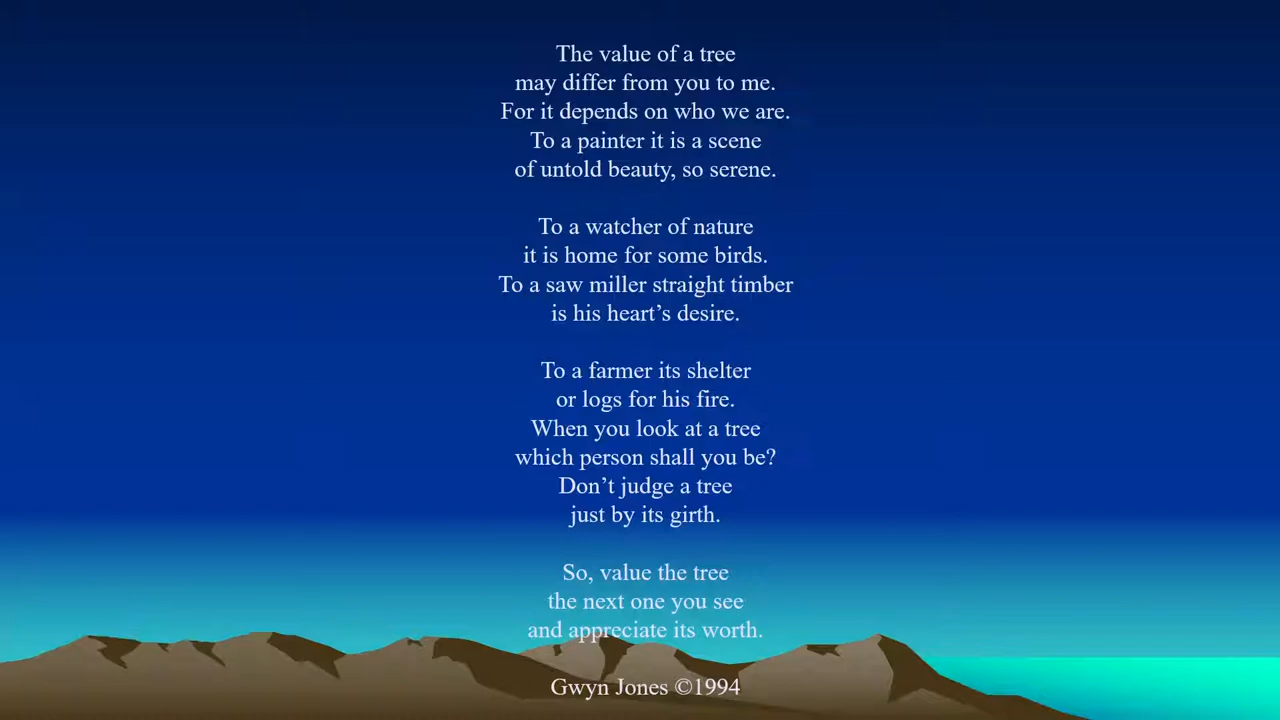 The value of a tree
may differ from you to me.
For it depends on who we are.
To a painter it is a scene
of untold beauty, so serene.
To a watcher of nature
it is home for some birds.
To a saw miller straight timber
is his heart’s desire.
To a farmer its shelter
or logs for his fire.
When you look at a tree
which person shall you be?
Don’t judge a tree
just by its girth.
So, value the tree
the next one you see
and appreciate its worth.
Gwyn Jones ©1994